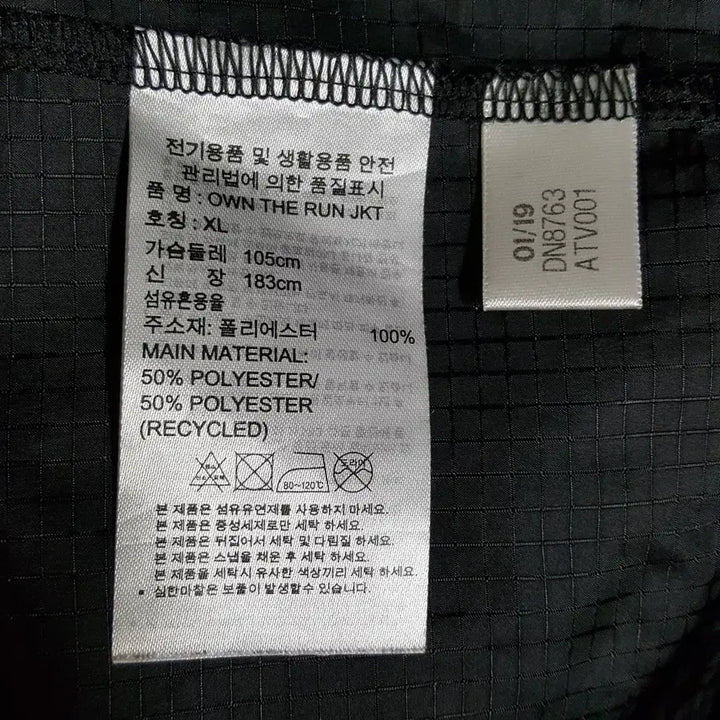 전기용품 및 생활용품 안전
관리법에 의한 품질표시
품 명 : OWN THE RUN JKT
호칭 : XL
가슴둘레 105cm
신 장 183cm
섬유혼용율
주소재: 폴리에스터 100%
MAIN MATERIAL:
50% POLYESTER/
50% POLYESTER
(RECYCLED)
80~120℃
드라이
본 제품은 섬유유연제를 사용하지 마세요.
본 제품은 중성세제로만 세탁 하세요.
본 제품은 뒤집어서 세탁 및 다림질 하세요.
본 제품은 스냅을 채운 후 세탁 하세요.
본 제품을 세탁시 유사한 색상끼리 세탁 하세요.
• 심한마찰은 보풀이 발생할수 있습니다.
01/19
DN8763
ATV001